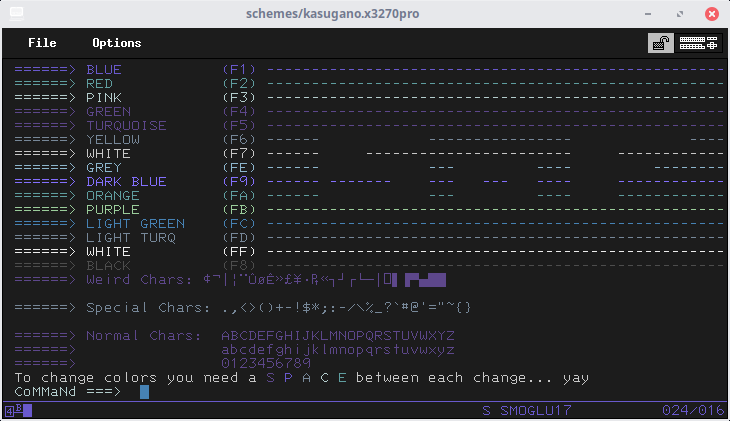 schemes/kasugano.x3270pro
File Options
======> BLUE (F1) --------------------------------------------------
======> RED (F2) --------------------------------------------------
======> PINK (F3) --------------------------------------------------
======> GREEN (F4) --------------------------------------------------
======> TURQUOISE (F5) --------------------------------------------------
======> YELLOW (F6) ------ --- ------
======> WHITE (F7) ------ --------------- ---------------
======> GREY (FE) --- ---
======> DARK BLUE (F9) ------ --- ---
======> ORANGE (FA) ------ --- ------
======> PURPLE (FB) --------------------------------------------------
======> LIGHT GREEN (FC) --------------------------------------------------
======> LIGHT TURQ (FD) --------------------------------------------------
======> WHITE (FF) --------------------------------------------------
======> BLACK (F8) --------------------------------------------------
======> Weird Chars:
======> Special Chars: .,<>()+-!$*;:-/\%_?`#@'="~{}
======> Normal Chars: ABCDEFGHIJKLMNOPQRSTUVWXYZ
======> abcdefghijklmnopqrstuvwxyz
======> 0123456789
To change colors you need a S P A C E between each change... yay
CoMMaNd ===>
4B S SMOGLU17 024/016